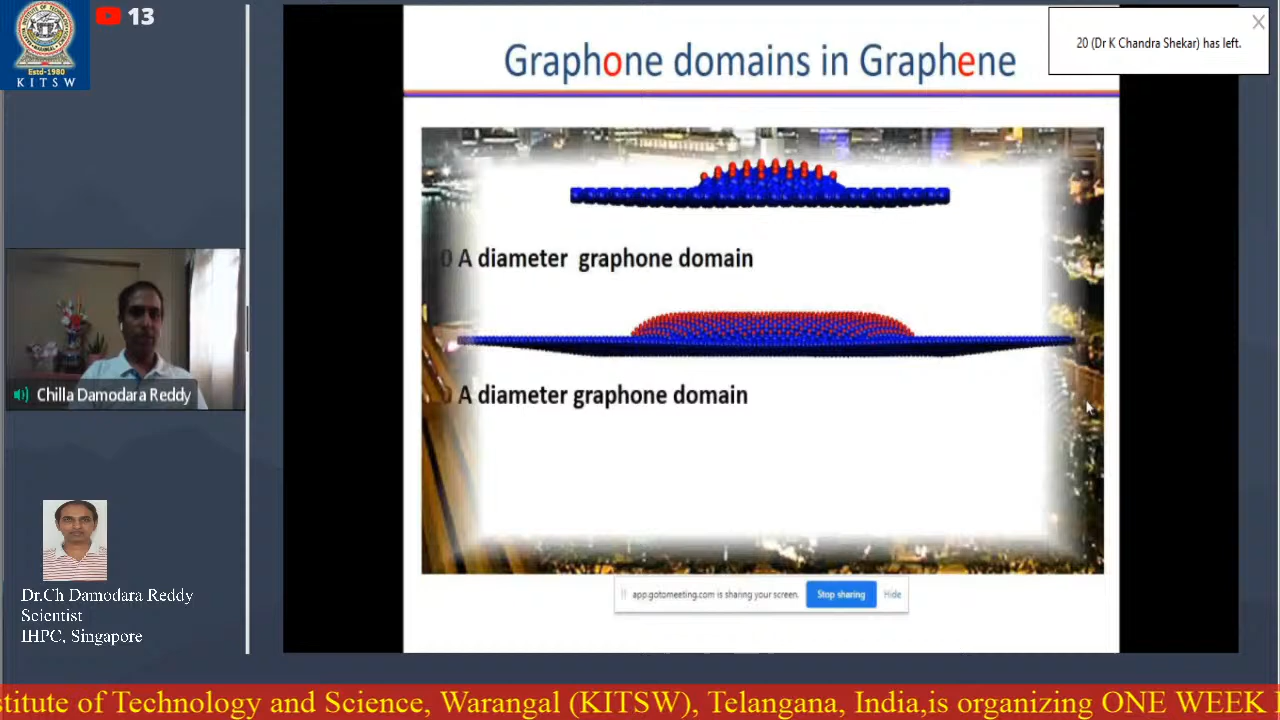 13
Estd-1980
KITSW
Graphone domains in Graphene
20 (Dr K Chandra Shekar) has left.
0 A diameter graphone domain
A diameter graphone domain
Chilla Damodara Reddy
Dr.Ch Damodara Reddy
Scientist
IHPC, Singapore
app.gotomeeting.com is sharing your screen.
Stop sharing
Hide
stitute of Technology and Science, Warangal (KITSW), Telangana, India,is organizing ONE WEEK